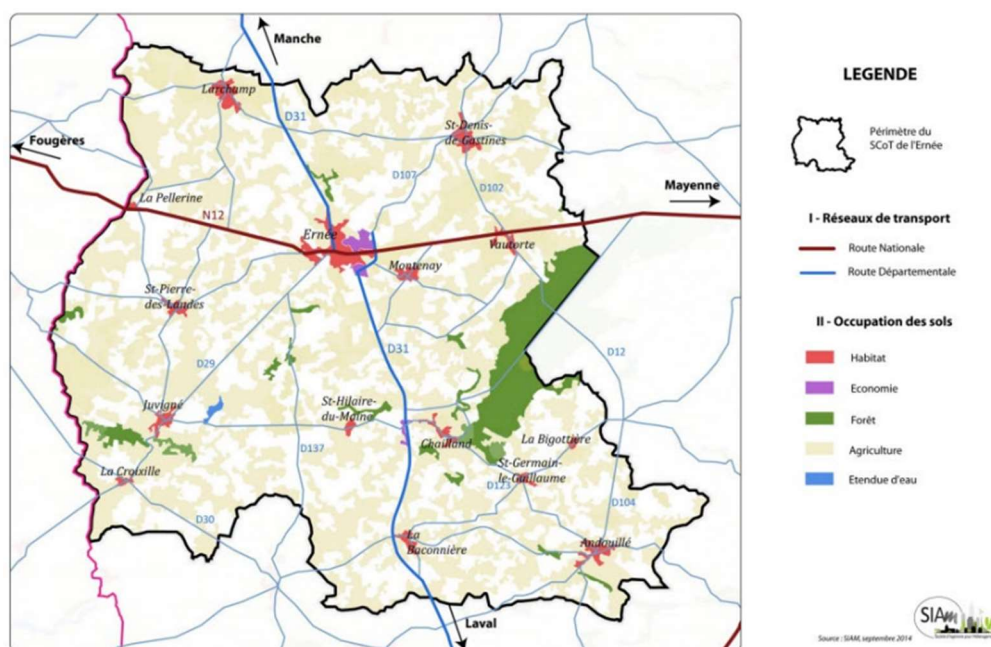 Manche
Larchamp
D31
St-Denis-
de-Gastines
Fougères
D107
D102
Mayenne
La Pellerine
N12
Ernée
Vautorte
Montenay
St-Pierre-
des-Landes
D31
D29
D12
Juvigné
St-Hilaire-
du-Maine
Chailland
La Bigottière
D137
St-Germain-
le-Guillaume
La Croixille
D123
D104
D30
La
Baconnière
Andouillé
Laval
LEGENDE
Périmètre du
SCoT de l'Ernée
I - Réseaux de transport
Route Nationale
Route Départementale
II - Occupation des sols
Habitat
Economie
Forêt
Agriculture
Etendue d'eau
SIAM
Source : SIAM, septembre 2014